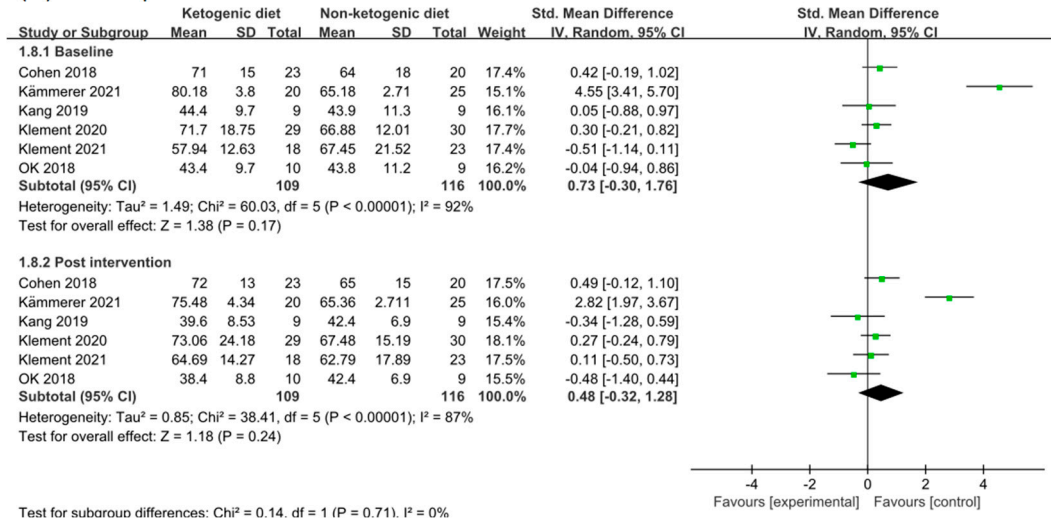 Ketogenic diet Non-ketogenic diet Std. Mean Difference Std. Mean Difference
Study or Subgroup Mean SD Total Mean SD Total Weight IV, Random, 95% CI IV, Random, 95% CI
1.8.1 Baseline
Cohen 2018 71 15 23 64 18 20 17.4% 0.42 [-0.19, 1.02]
Kämmerer 2021 80.18 3.8 20 65.18 2.71 25 15.1% 4.55 [3.41, 5.70]
Kang 2019 44.4 9.7 9 43.9 11.3 9 16.1% 0.05 [-0.88, 0.97]
Klement 2020 71.7 18.75 29 66.88 12.01 30 17.7% 0.30 [-0.21, 0.82]
Klement 2021 57.94 12.63 18 67.45 21.52 23 17.4% -0.51 [-1.14, 0.11]
OK 2018 43.4 9.7 10 43.8 11.2 9 16.2% -0.04 [-0.94, 0.86]
Subtotal (95% CI) 109 116 100.0% 0.73 [-0.30, 1.76]
Heterogeneity: Tau² = 1.49; Chi² = 60.03, df = 5 (P < 0.00001); I² = 92%
Test for overall effect: Z = 1.38 (P = 0.17)
1.8.2 Post intervention
Cohen 2018 72 13 23 65 15 20 17.5% 0.49 [-0.12, 1.10]
Kämmerer 2021 75.48 4.34 20 65.36 2.711 25 16.0% 2.82 [1.97, 3.67]
Kang 2019 39.6 8.53 9 42.4 6.9 9 15.4% -0.34 [-1.28, 0.59]
Klement 2020 73.06 24.18 29 67.48 15.19 30 18.1% 0.27 [-0.24, 0.79]
Klement 2021 64.69 14.27 18 62.79 17.89 23 17.5% 0.11 [-0.50, 0.73]
OK 2018 38.4 8.8 10 42.4 6.9 9 15.5% -0.48 [-1.40, 0.44]
Subtotal (95% CI) 109 116 100.0% 0.48 [-0.32, 1.28]
Heterogeneity: Tau² = 0.85; Chi² = 38.41, df = 5 (P < 0.00001); I² = 87%
Test for overall effect: Z = 1.18 (P = 0.24)
-4 -2 0 2 4
Favours [experimental] Favours [control]
Test for subgroup differences: Chi² = 0.14, df = 1 (P = 0.71), I² = 0%